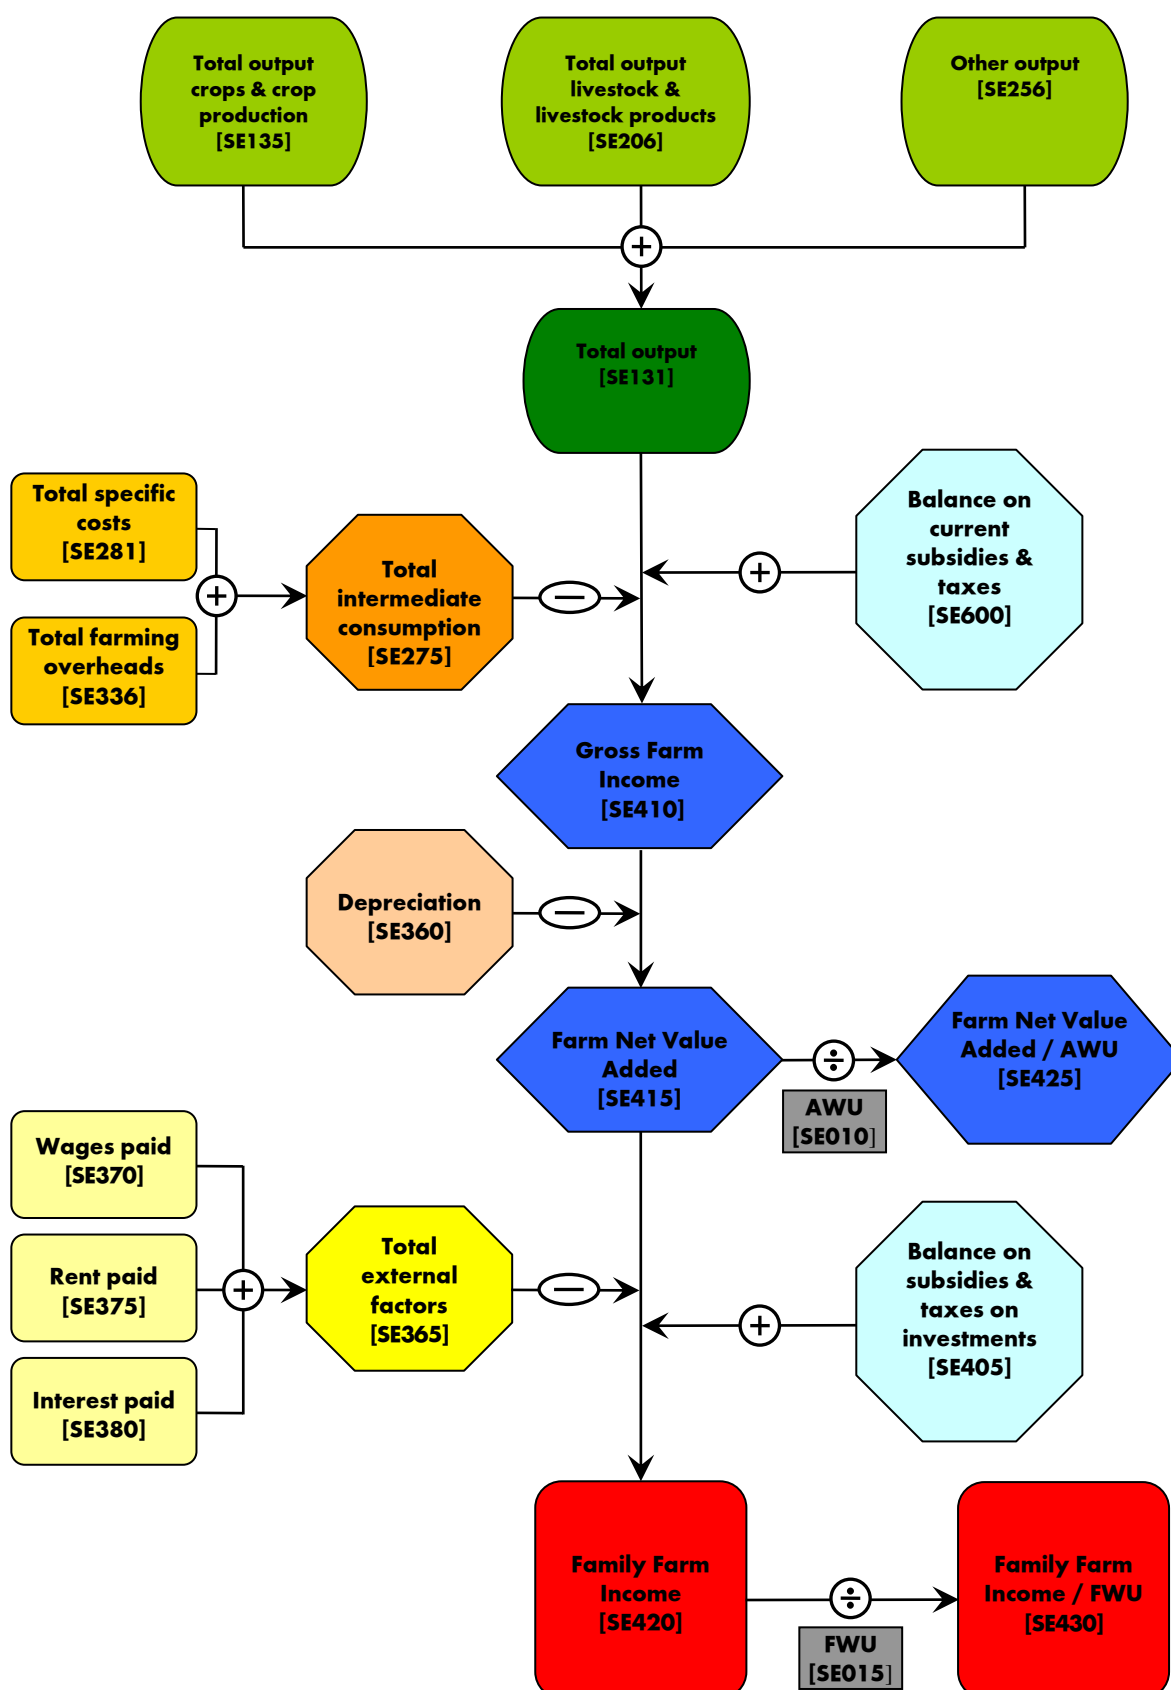 Total output
crops & crop
production
[SE135]
Total output
livestock &
livestock products
[SE206]
Other output
[SE256]
+
Total output
[SE131]
Total specific
costs
[SE281]
+
Total farming
overheads
[SE336]
Total
intermediate
consumption
[SE275]
—
+
Balance on
current
subsidies &
taxes
[SE600]
Gross Farm
Income
[SE410]
Depreciation
[SE360]
—
Farm Net Value
Added
[SE415]
÷
AWU
[SE010]
Farm Net Value
Added / AWU
[SE425]
Wages paid
[SE370]
Rent paid
[SE375]
+
Interest paid
[SE380]
Total
external
factors
[SE365]
—
+
Balance on
subsidies &
taxes on
investments
[SE405]
Family Farm
Income
[SE420]
÷
FWU
[SE015]
Family Farm
Income / FWU
[SE430]